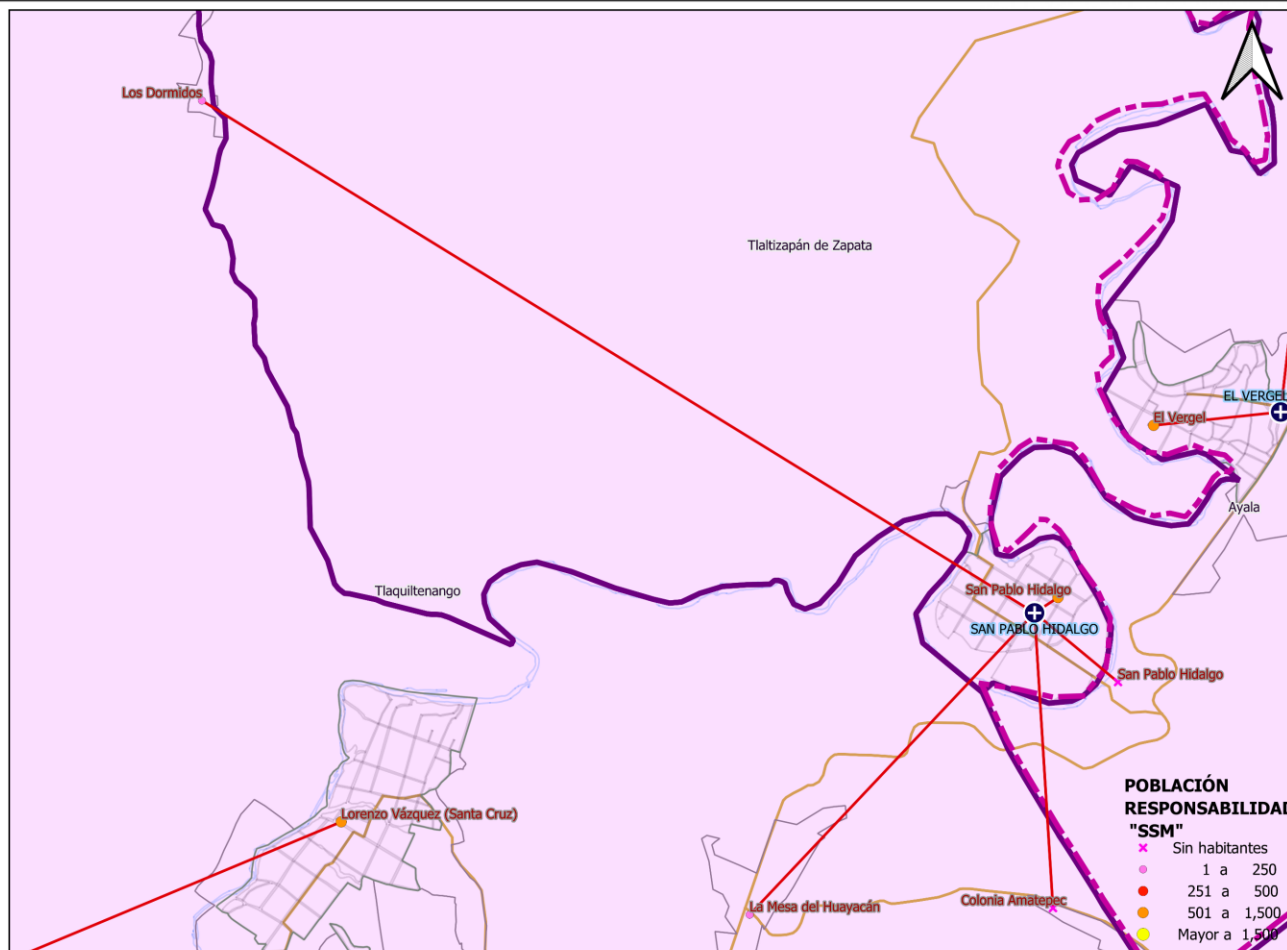 Los Dormidos
Tlaltizapán de Zapata
EL VERGEL
El Vergel
Ayala
Tlaquiltenango
San Pablo Hidalgo
SAN PABLO HIDALGO
San Pablo Hidalgo
Lorenzo Vázquez (Santa Cruz)
La Mesa del Huayacán
Colonia Amatepec
POBLACIÓN
RESPONSABILIDAD
"SSM"
Sin habitantes
1 a 250
251 a 500
501 a 1,500
Mayor a 1,500